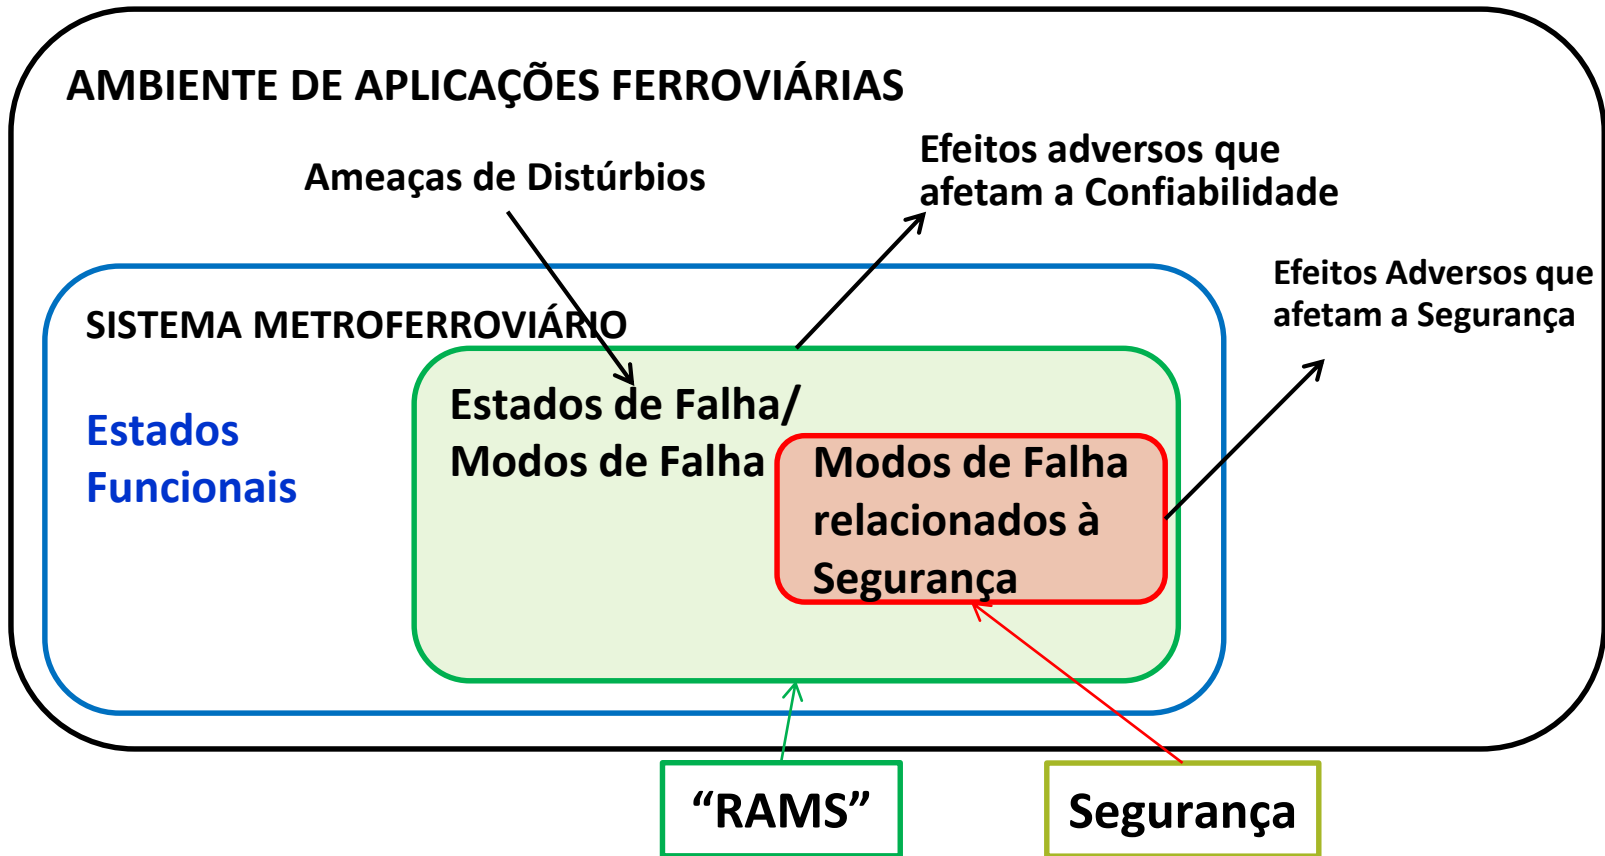 AMBIENTE DE APLICAÇÕES FERROVIÁRIAS
Ameaças de Distúrbios
Efeitos adversos que
afetam a Confiabilidade
Efeitos Adversos que
afetam a Segurança
SISTEMA METROFERROVIÁRIO
Estados
Funcionais
Estados de Falha/
Modos de Falha
Modos de Falha
relacionados à
Segurança
“RAMS”
Segurança